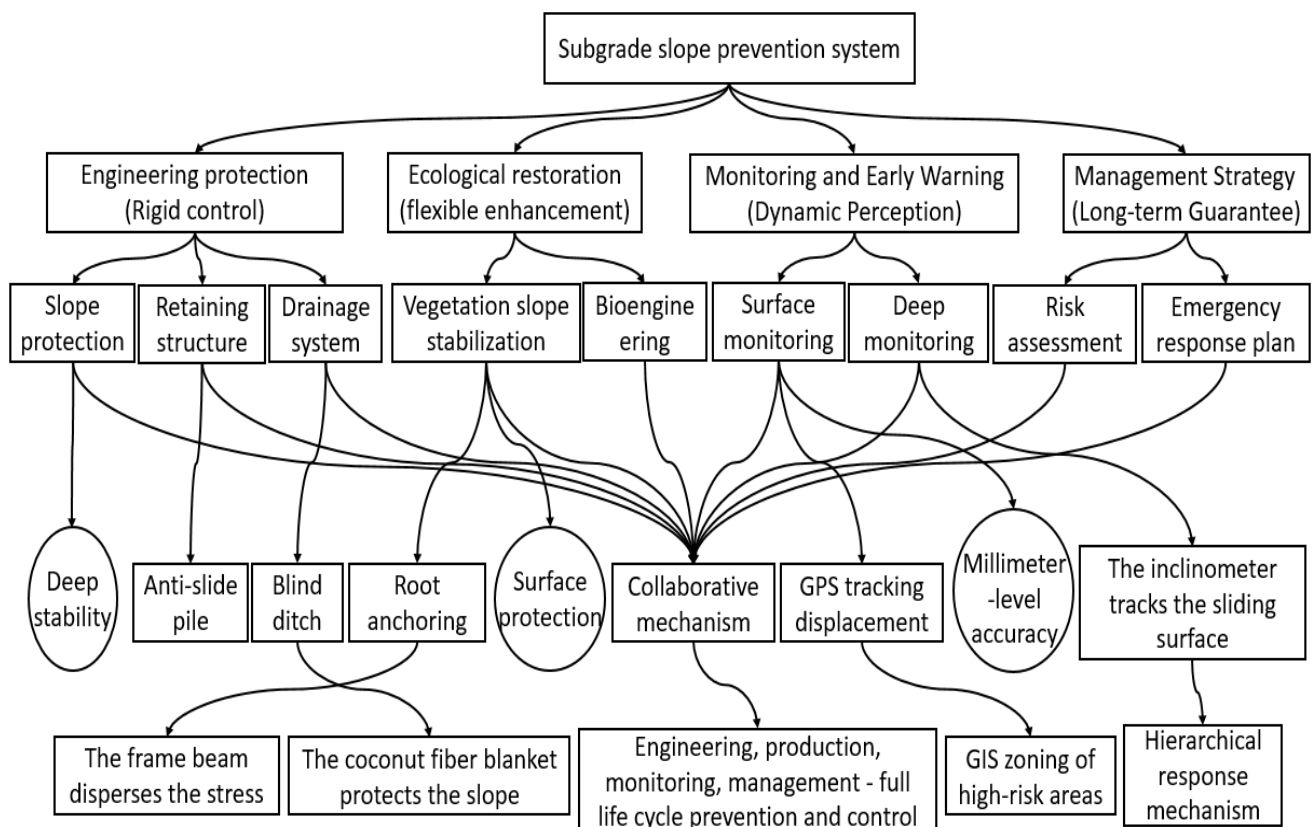 Subgrade slope prevention system
Engineering protection
(Rigid control)
Ecological restoration
(flexible enhancement)
Monitoring and Early Warning
(Dynamic Perception)
Management Strategy
(Long-term Guarantee)
Slope
protection
Retaining
structure
Drainage
system
Vegetation slope
stabilization
Bioengine
ering
Surface
monitoring
Deep
monitoring
Risk
assessment
Emergency
response plan
Deep
stability
Anti-slide
pile
Blind
ditch
Root
anchoring
Surface
protection
Collaborative
mechanism
GPS tracking
displacement
Millimeter
-level
accuracy
The inclinometer
tracks the sliding
surface
The frame beam
disperses the stress
The coconut fiber blanket
protects the slope
Engineering, production,
monitoring, management - full
life cycle prevention and control
GIS zoning of
high-risk areas
Hierarchical
response
mechanism